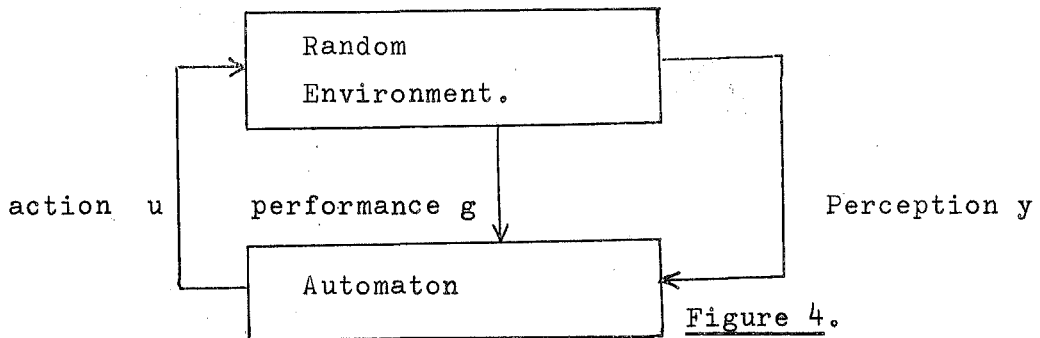 Random
Environment.
action u
performance g
Perception y
Automaton
Figure 4.